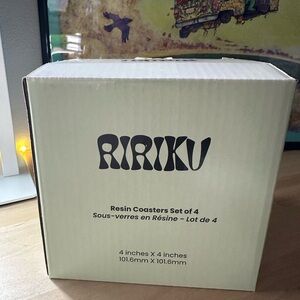 RIRIKU
Resin Coasters Set of 4
Sous-verres en Résine - Lot de 4
4 inches X 4 inches
101.6mm X 101.6mm